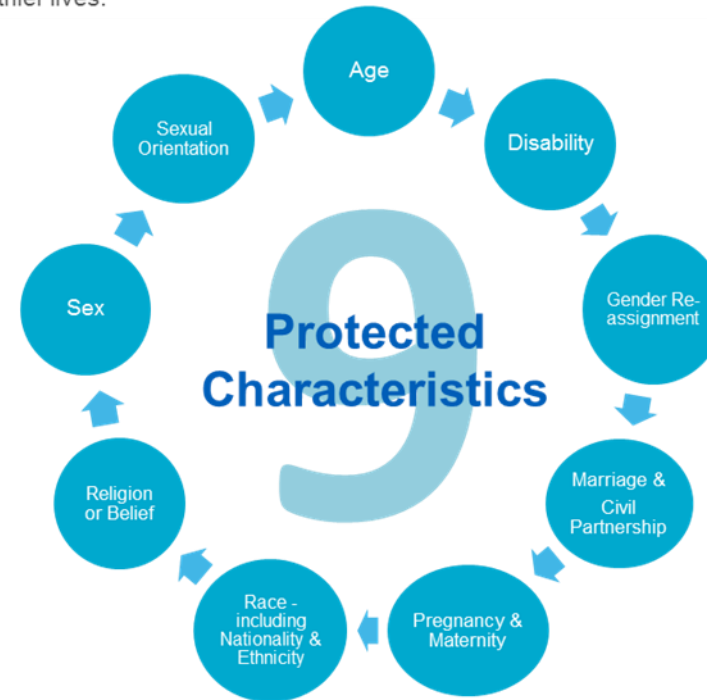 lives.
Age
Disability
Gender Re-
assignment
Marriage &
Civil
Partnership
Pregnancy &
Maternity
Race -
including
Nationality &
Ethnicity
Religion
or Belief
Sex
Sexual
Orientation
9
Protected
Characteristics